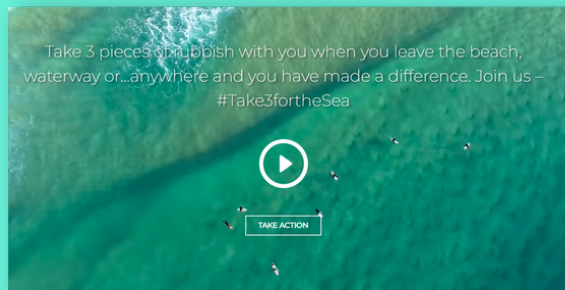 Take 3 pieces of rubbish with you when you leave the beach,
waterway or...anywhere and you have made a difference. Join us –
#Take3fortheSea
TAKE ACTION